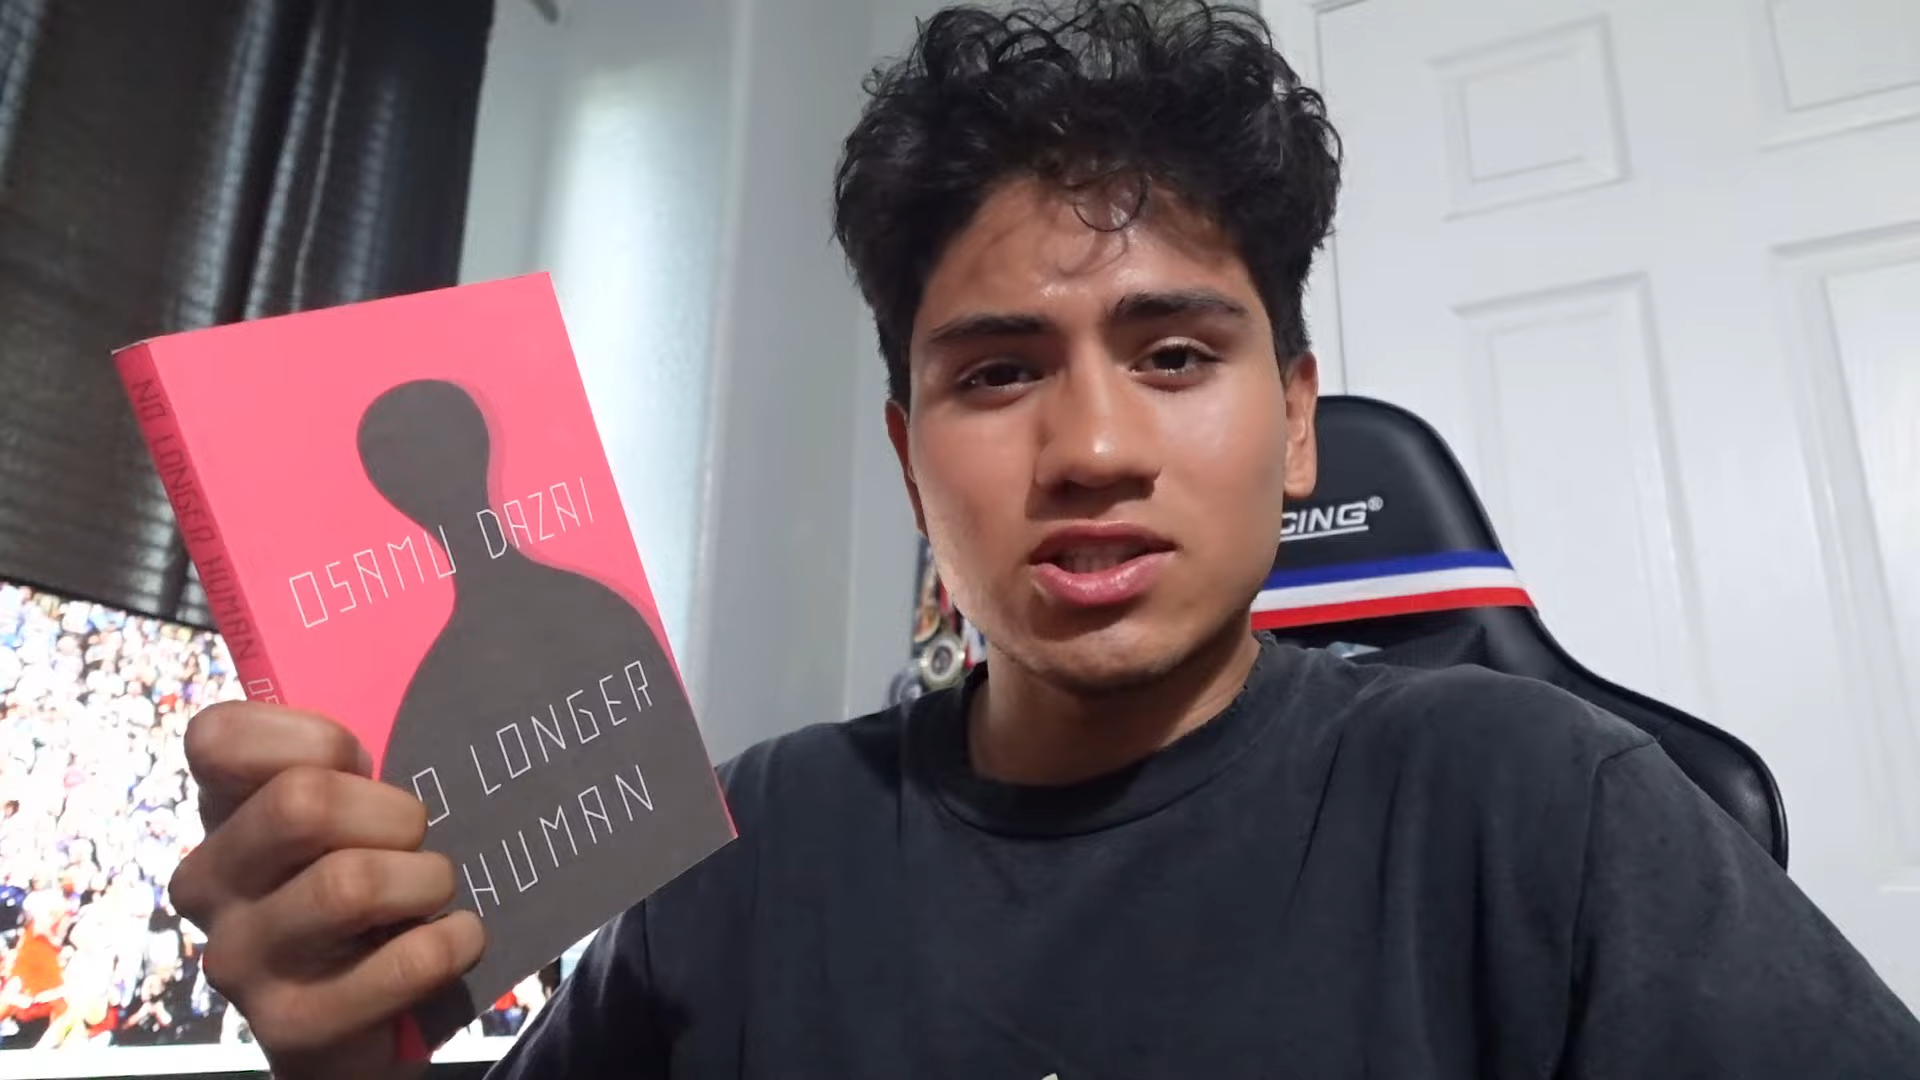 NO LONGER HUMAN
OSAMU DAZAI
O LONGER
HUMAN
CING®